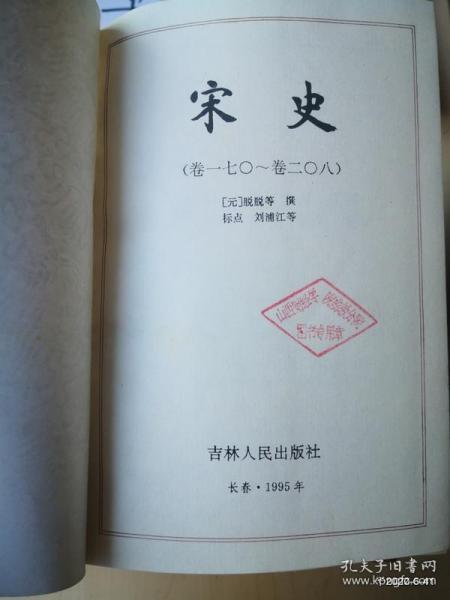 宋史
(卷一七〇～卷二〇八)
[元]脱脱等 撰
标点 刘浦江等
吉林人民出版社
长春·1995年
孔夫子旧书网